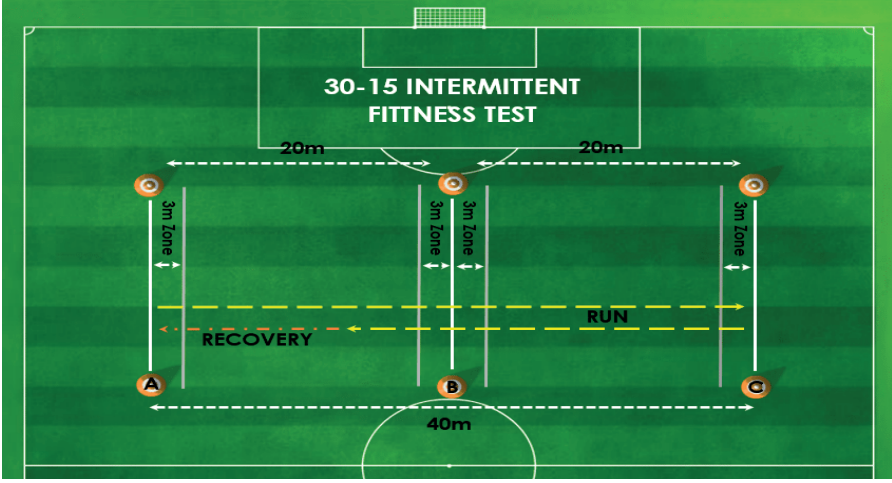 30-15 INTERMITTENT
FITTNESS TEST
20m
20m
3m Zone
3m Zone
3m Zone
3m Zone
RUN
RECOVERY
A
B
C
40m